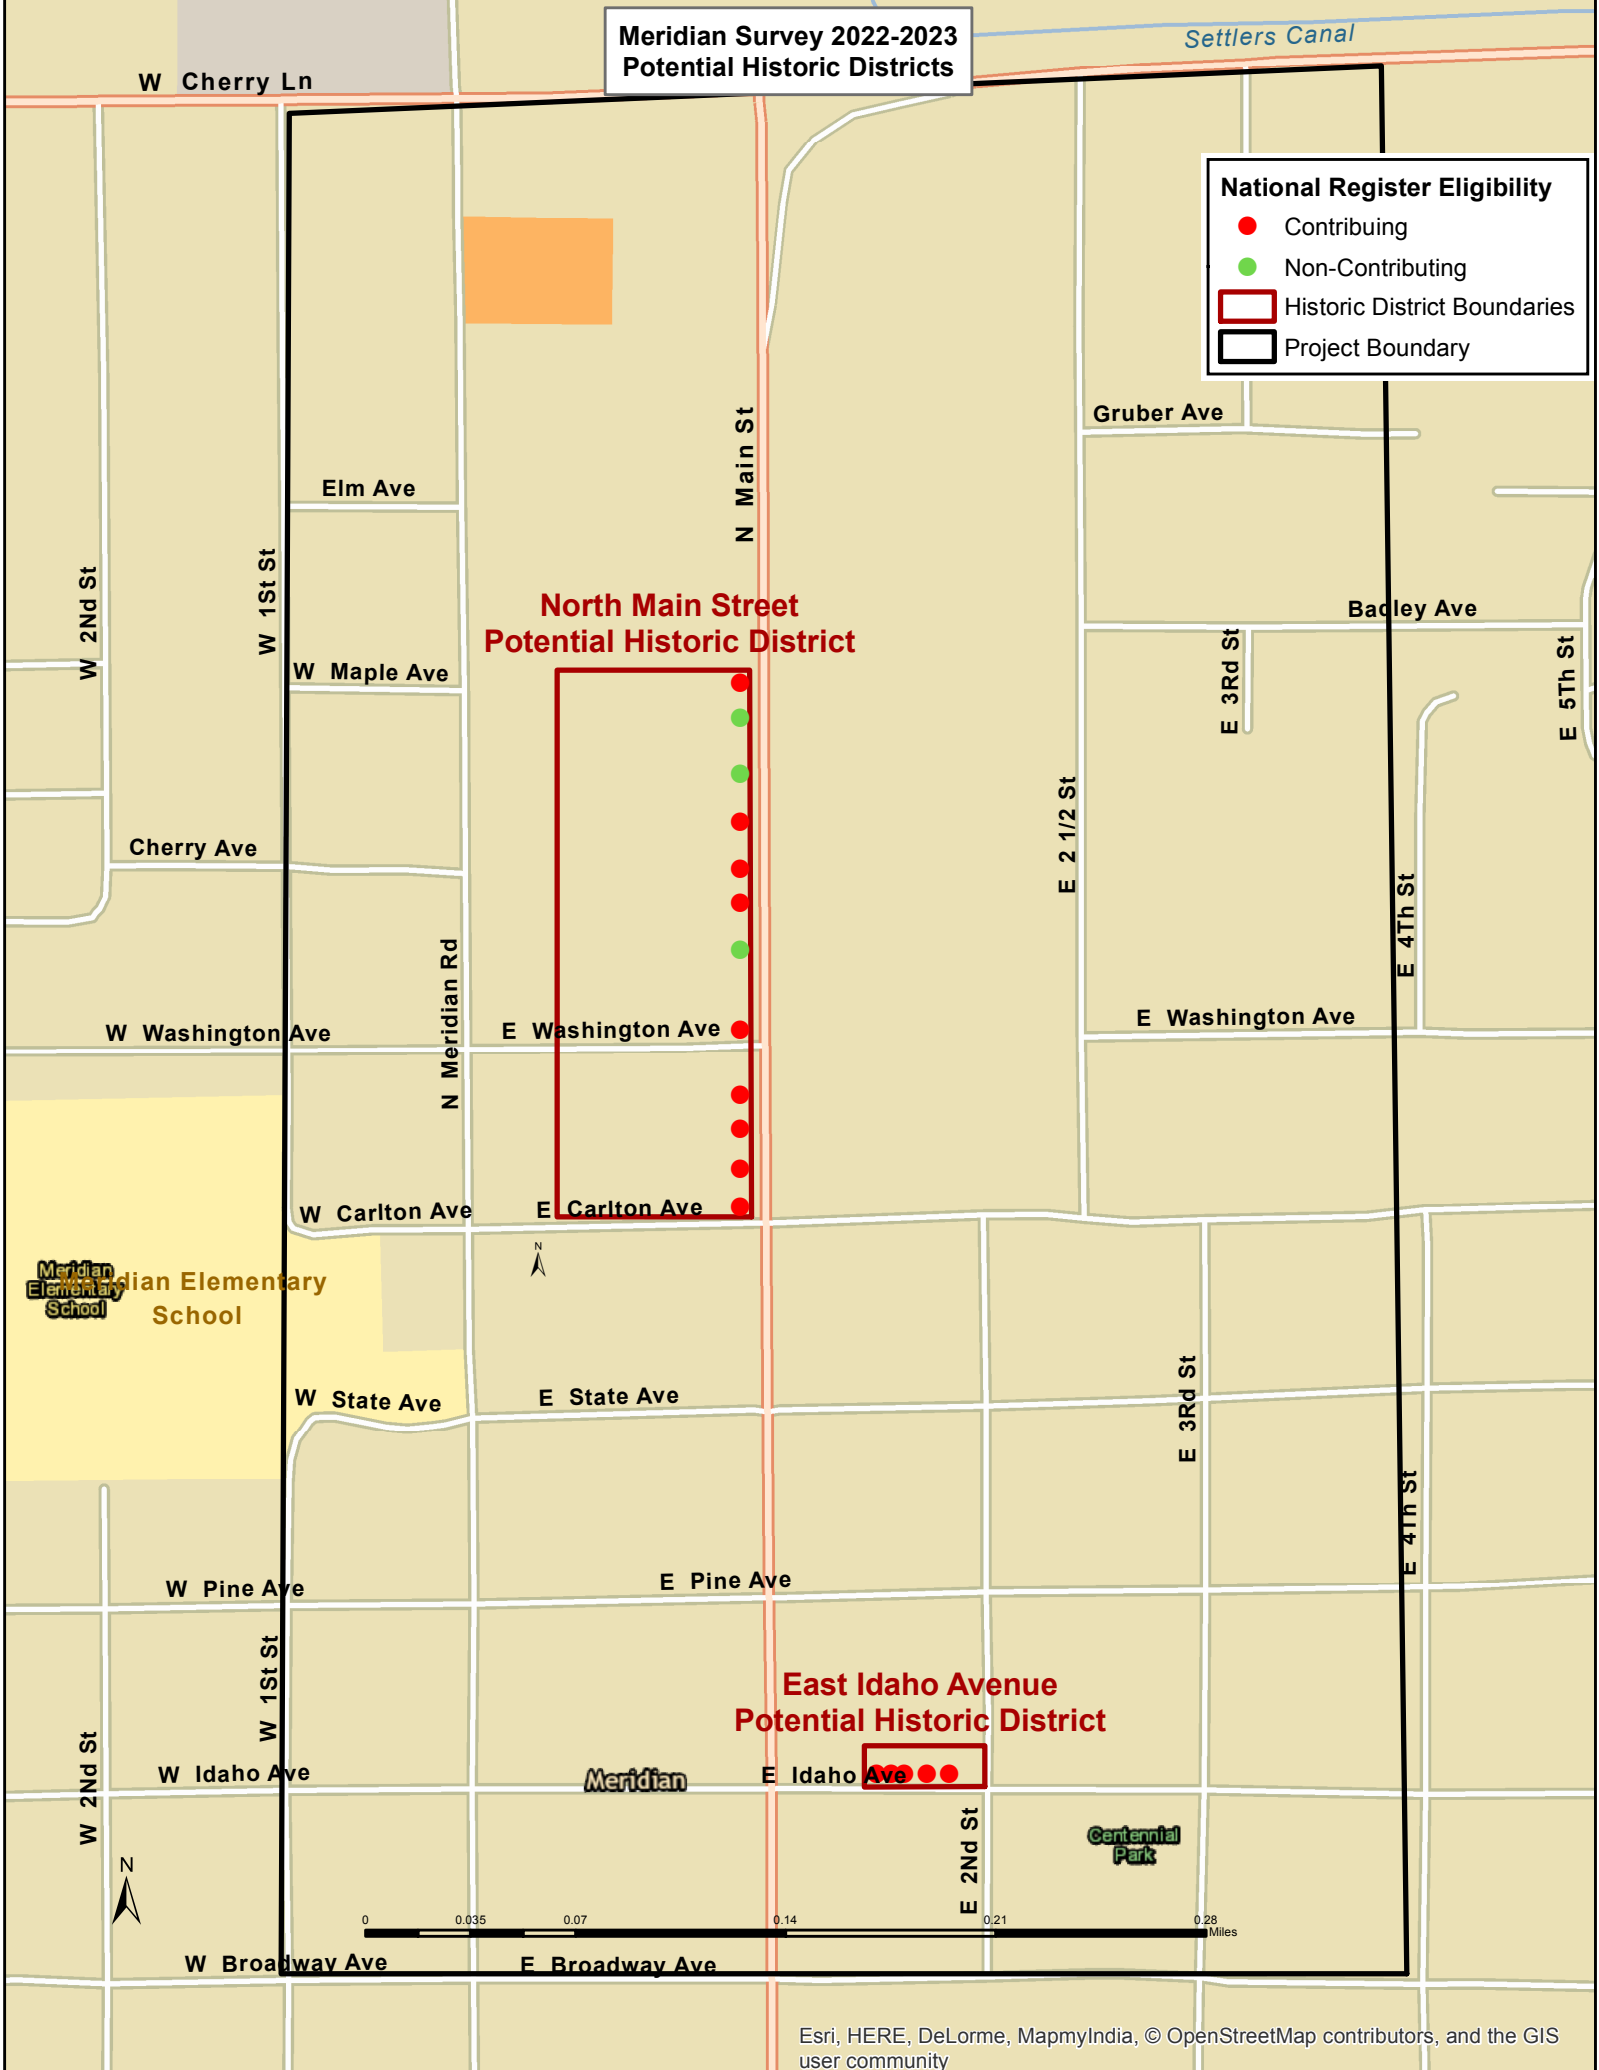 Meridian Survey 2022-2023
Potential Historic Districts
Settlers Canal
W Cherry Ln
National Register Eligibility
Contribuing
Non-Contributing
Historic District Boundaries
Project Boundary
Gruber Ave
N Main St
Elm Ave
W 2Nd St
W 1St St
North Main Street
Potential Historic District
Badley Ave
E 3Rd St
E 5Th St
W Maple Ave
E 2 1/2 St
Cherry Ave
E 4Th St
N Meridian Rd
W Washington Ave
E Washington Ave
E Washington Ave
W Carlton Ave
E Carlton Ave
N
Meridian
Elementary
School
Meridian Elementary
School
W State Ave
E State Ave
E 3Rd St
E 4Th St
W Pine Ave
E Pine Ave
W 1St St
East Idaho Avenue
Potential Historic District
W 2Nd St
W Idaho Ave
Meridian
E Idaho Ave
E 2Nd St
Centennial
Park
N
0 0.035 0.07 0.14 0.21 0.28
Miles
W Broadway Ave
E Broadway Ave
Esri, HERE, DeLorme, MapmyIndia, © OpenStreetMap contributors, and the GIS
user community